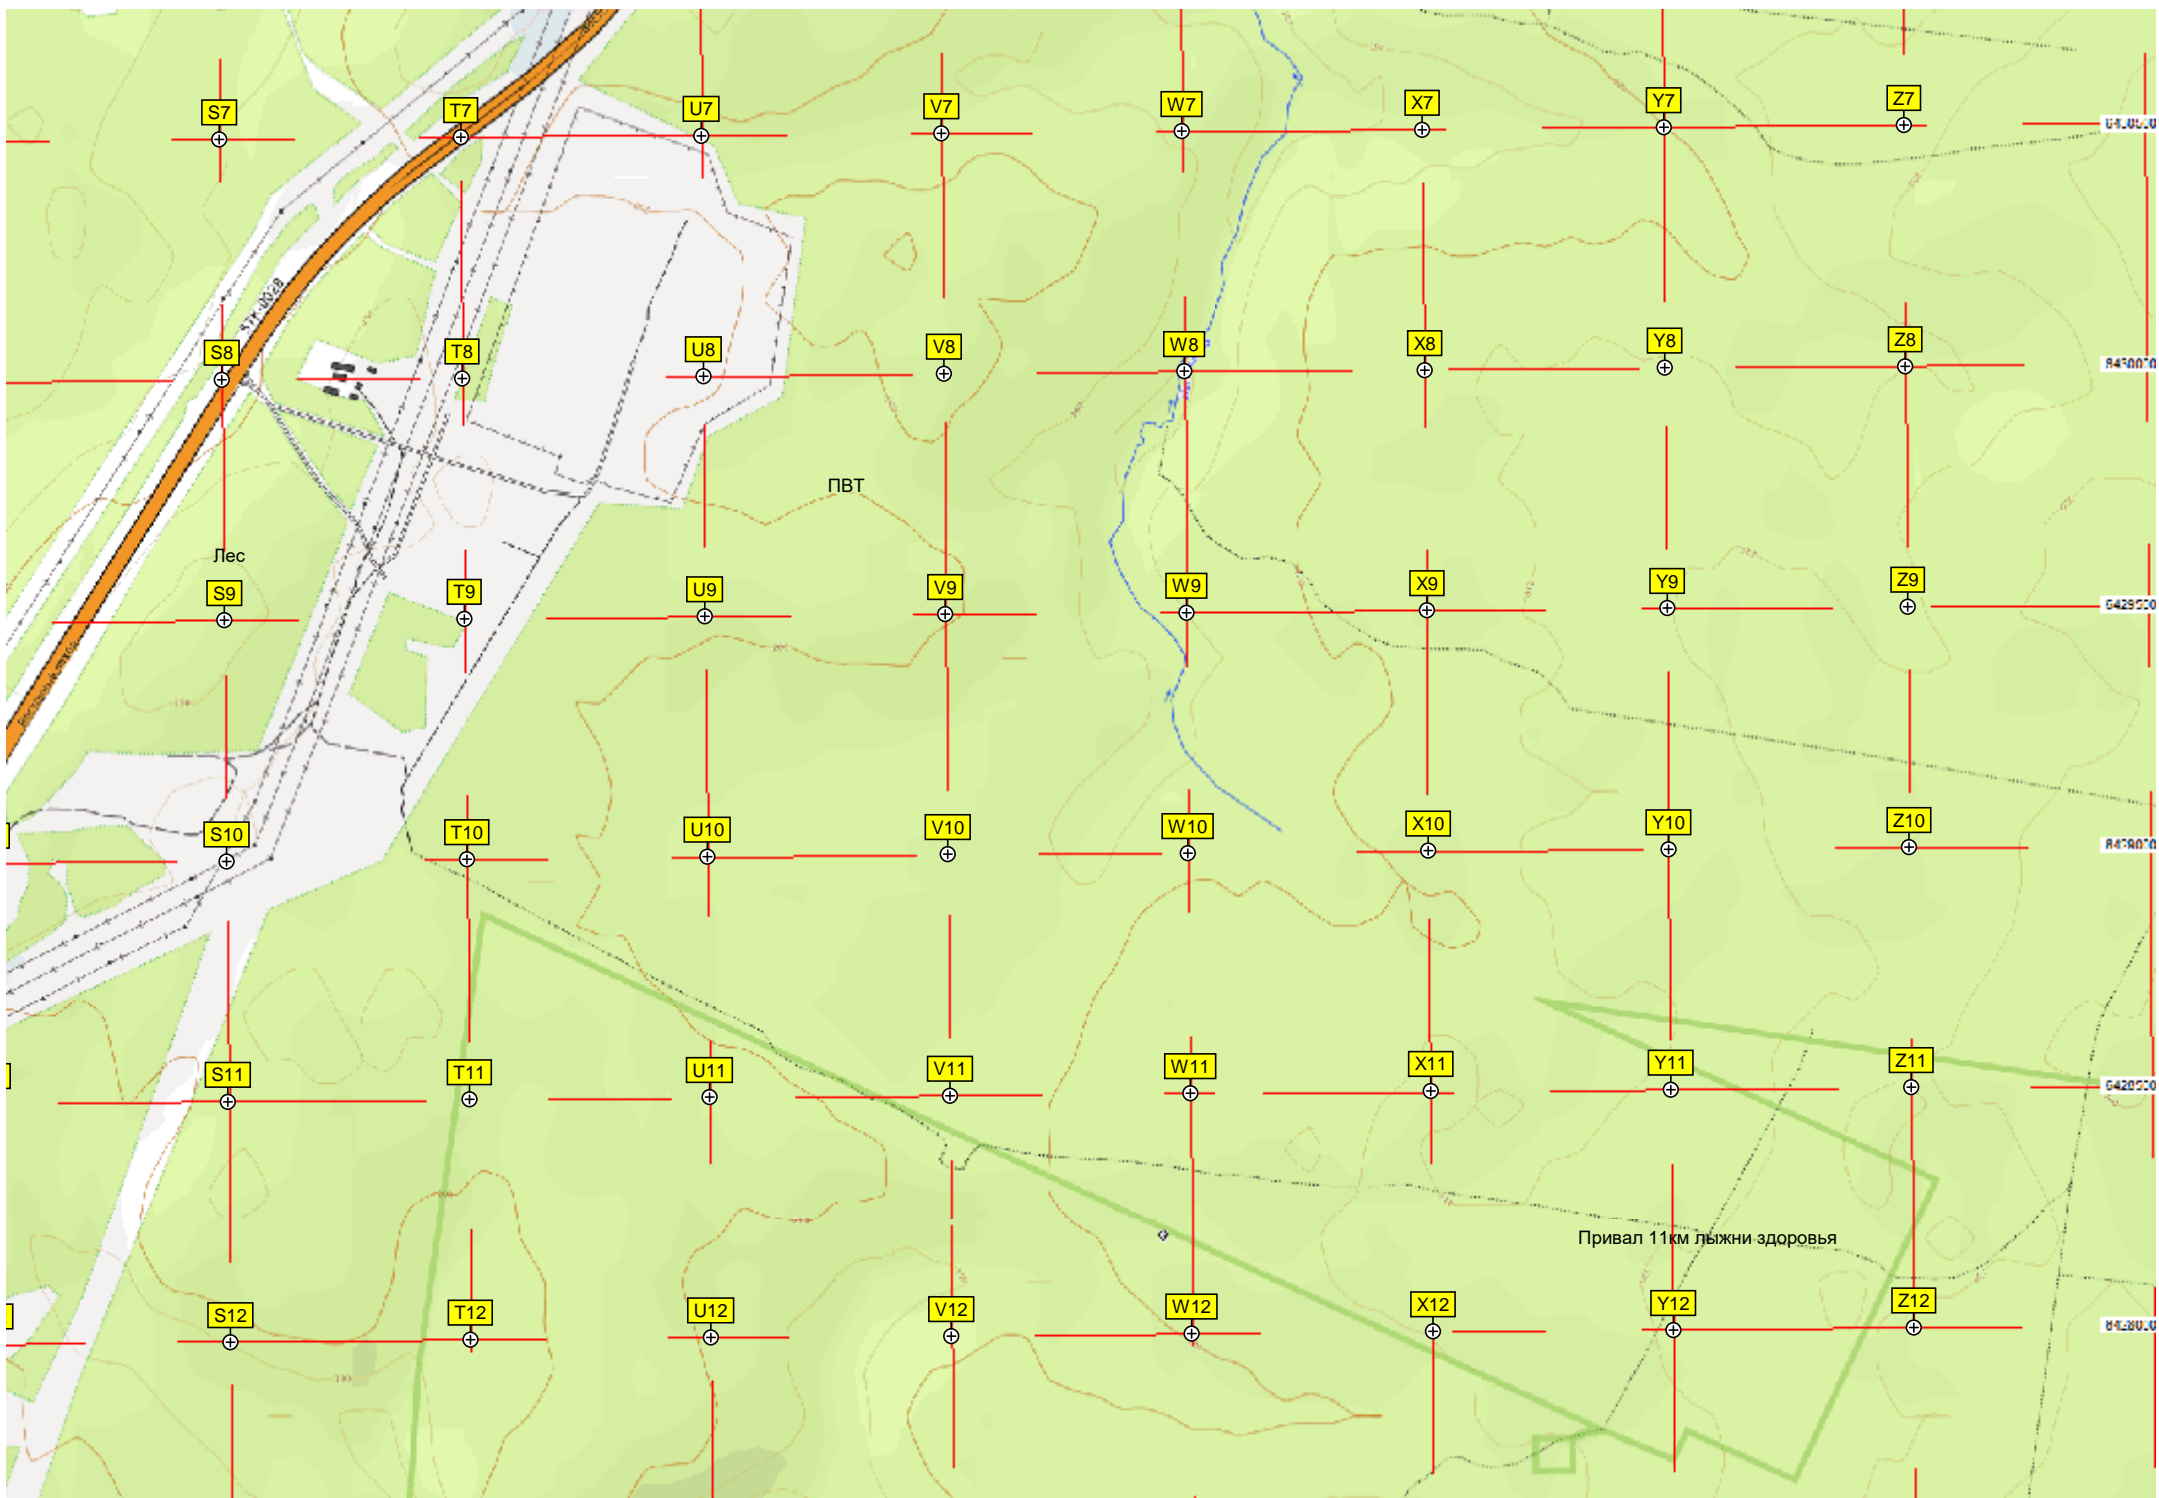 S7 T7 U7 V7 W7 X7 Y7 Z7
S8 T8 U8 V8 W8 X8 Y8 Z8
ПВТ
Лес
S9 T9 U9 V9 W9 X9 Y9 Z9
S10 T10 U10 V10 W10 X10 Y10 Z10
S11 T11 U11 V11 W11 X11 Y11 Z11
Привал 11км лыжни здоровья
S12 T12 U12 V12 W12 X12 Y12 Z12